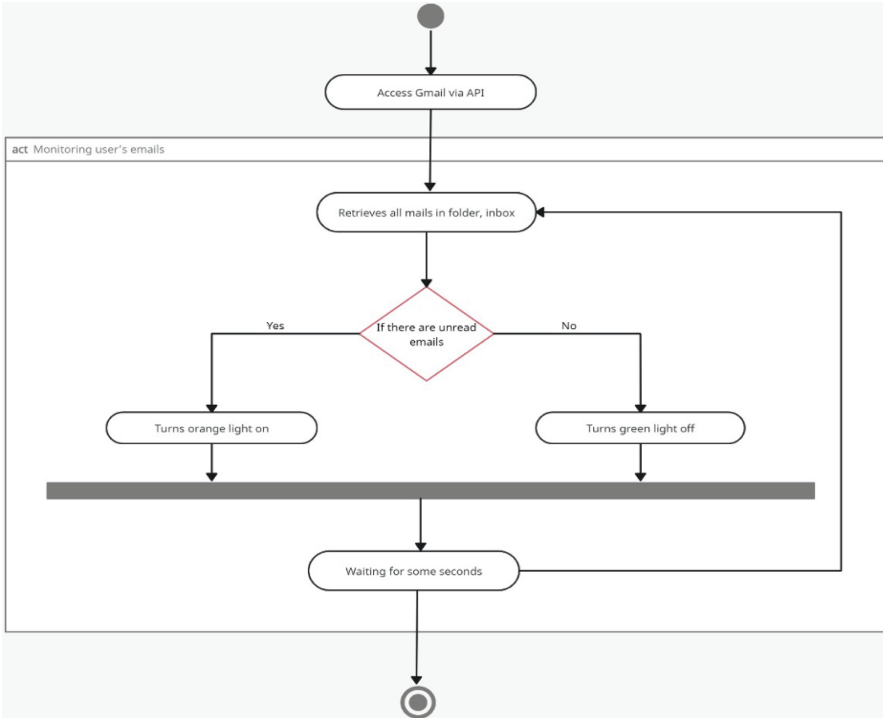 Access Gmail via API
act Monitoring user's emails
Retrieves all mails in folder, inbox
If there are unread
emails
Yes
No
Turns orange light on
Turns green light off
Waiting for some seconds